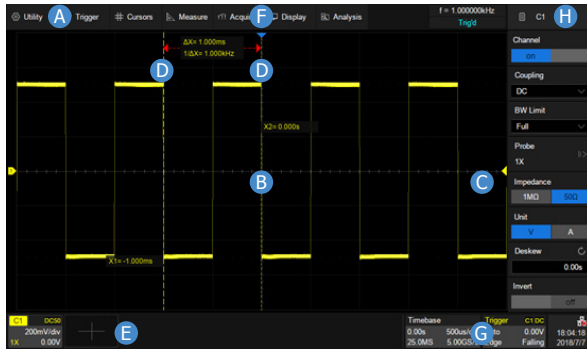 Utility A Trigger Cursors Measure Acqui F Display Analysis f = 1.000000kHz Trig'd C1 H
ΔX= 1.000ms
1/ΔX= 1.000kHz
D D
X2= 0.000s
B C
X1= -1.000ms
Channel
on
Coupling
DC
BW Limit
Full
Probe
1X
Impedance
1MΩ 50Ω
Unit
V A
Deskew
0.00s
Invert
off
C1 DC50
200mV/div
1X 0.00V
E
Timebase
0.00s 500us/
25.0MS 5.00GS/
G
Trigger C1 DC
0.00V
Falling
18:04:18
2018/7/7